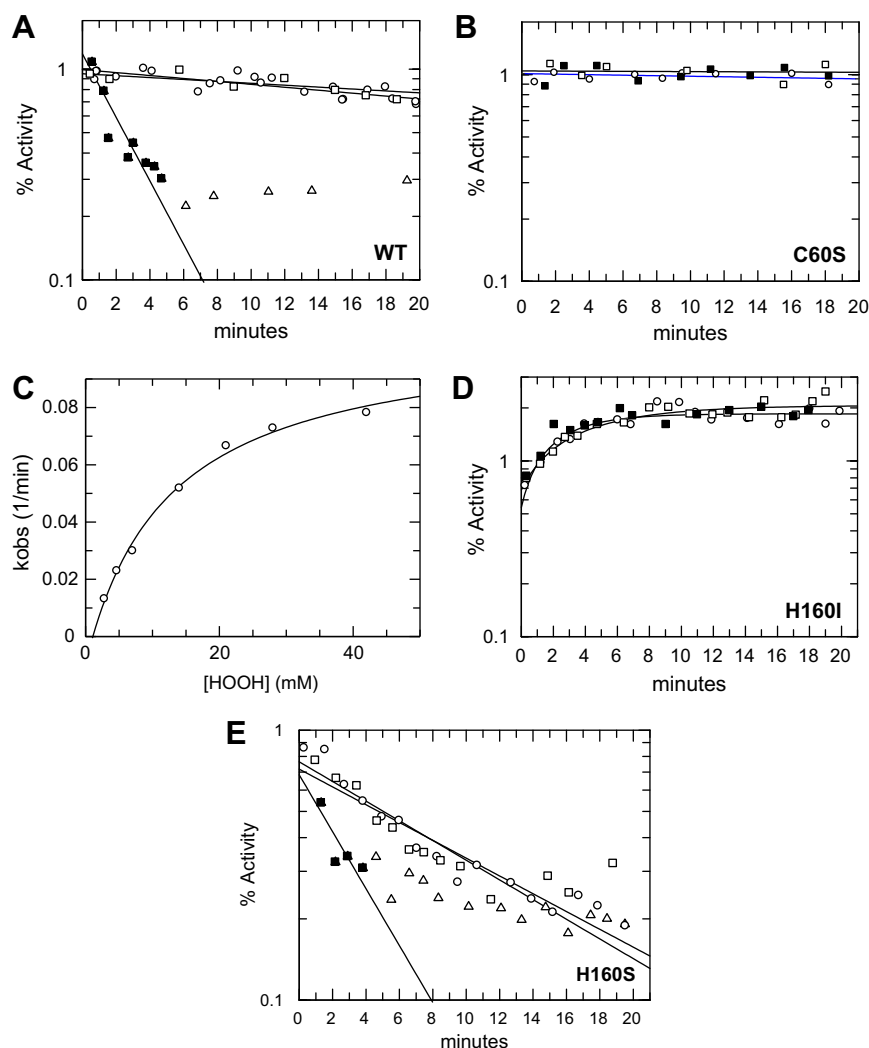 A
1
0.1
% Activity
WT
0 2 4 6 8 10 12 14 16 18 20
minutes
B
1
0.1
% Activity
C60S
0 2 4 6 8 10 12 14 16 18 20
minutes
C
0.08
0.06
0.04
0.02
0
kobs (1/min)
0 20 40
[HOOH] (mM)
D
1
0.1
% Activity
H160I
0 2 4 6 8 10 12 14 16 18 20
minutes
E
1
0.1
% Activity
H160S
0 2 4 6 8 10 12 14 16 18 20
minutes